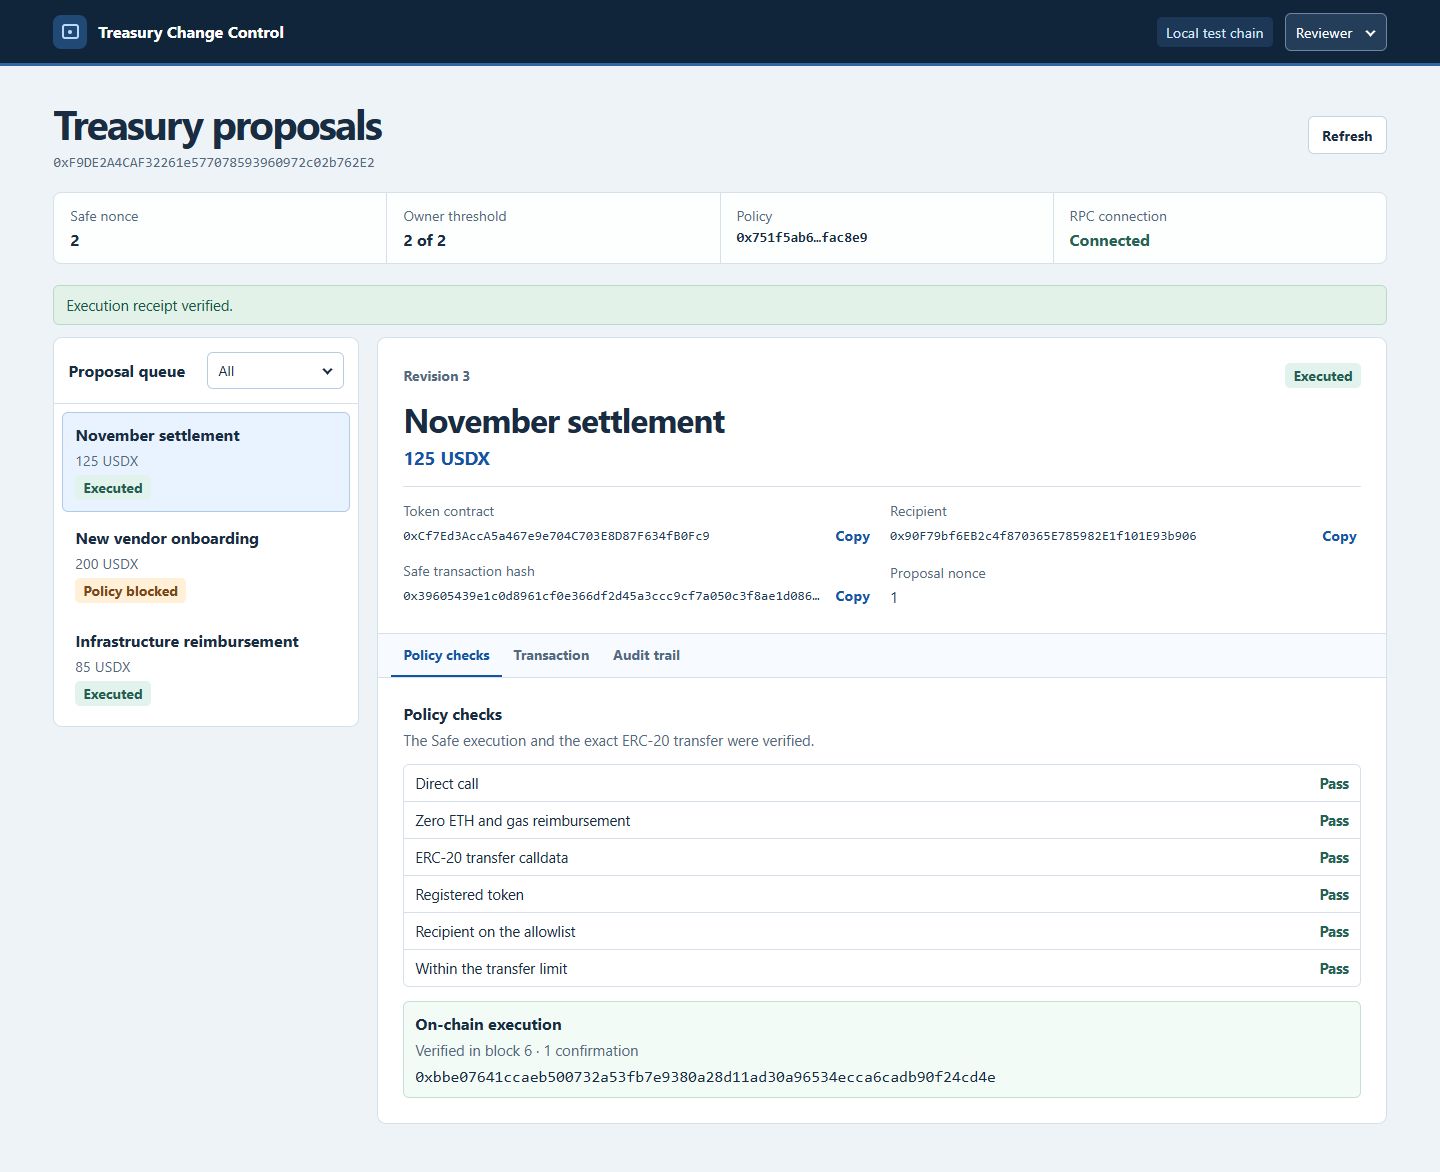 Treasury Change Control
Local test chain
Reviewer
Treasury proposals
0xF9DE2A4CAF32261e577078593960972c02b762E2
Refresh
Safe nonce
2
Owner threshold
2 of 2
Policy
0x751f5ab6…fac8e9
RPC connection
Connected
Execution receipt verified.
Proposal queue
All
November settlement
125 USDX
Executed
New vendor onboarding
200 USDX
Policy blocked
Infrastructure reimbursement
85 USDX
Executed
Revision 3
Executed
November settlement
125 USDX
Token contract
0xCf7Ed3AccA5a467e9e704C703E8D87F634fB0Fc9
Copy
Recipient
0x90F79bf6EB2c4f870365E785982E1f101E93b906
Copy
Safe transaction hash
0x39605439e1c0d8961cf0e366df2d45a3ccc9cf7a050c3f8ae1d086…
Copy
Proposal nonce
1
Policy checks
Transaction
Audit trail
Policy checks
The Safe execution and the exact ERC-20 transfer were verified.
Direct call
Pass
Zero ETH and gas reimbursement
Pass
ERC-20 transfer calldata
Pass
Registered token
Pass
Recipient on the allowlist
Pass
Within the transfer limit
Pass
On-chain execution
Verified in block 6 · 1 confirmation
0xbbe07641ccaeb500732a53fb7e9380a28d11ad30a96534ecca6cadb90f24cd4e